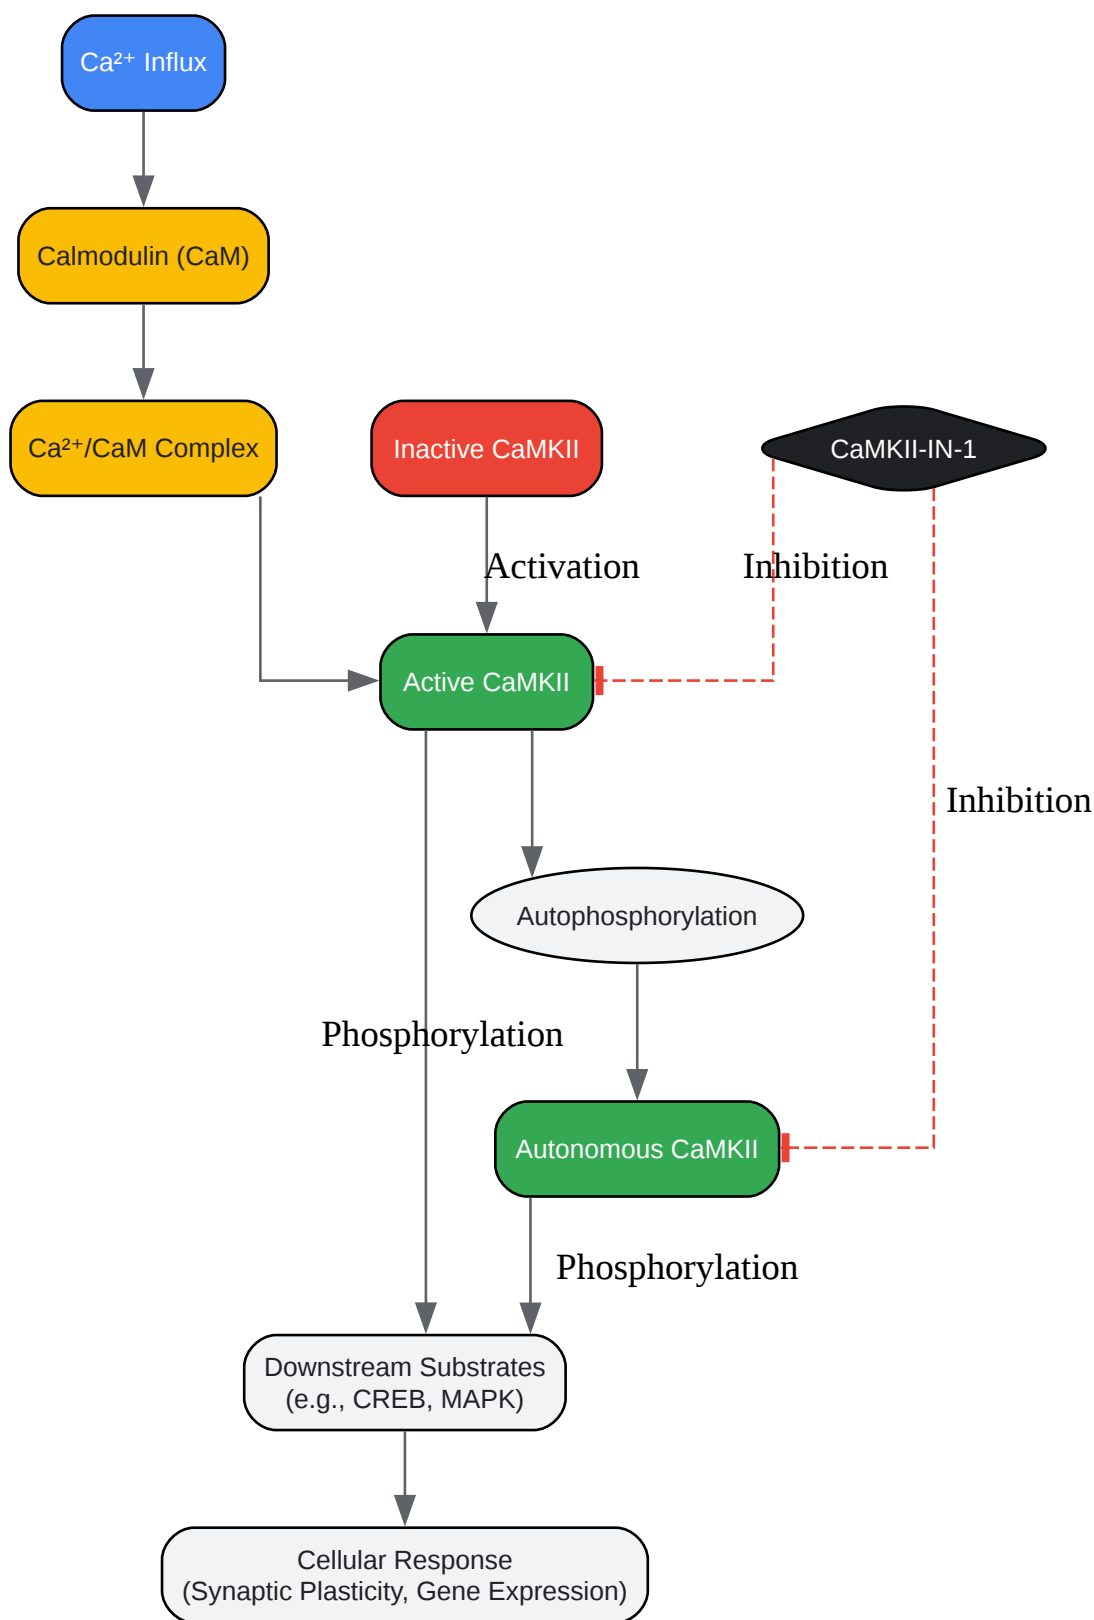 Ca²⁺ Influx
Calmodulin (CaM)
Ca²⁺/CaM Complex
Inactive CaMKII
CaMKII-IN-1
Activation
Inhibition
Active CaMKII
Inhibition
Autophosphorylation
Phosphorylation
Autonomous CaMKII
Phosphorylation
Downstream Substrates
(e.g., CREB, MAPK)
Cellular Response
(Synaptic Plasticity, Gene Expression)